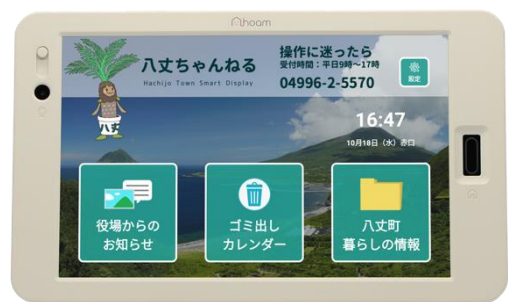 hoam
八丈ちゃんねる
Hachijo Town Smart Display
操作に迷ったら
受付時間：平日9時〜17時
04996-2-5570
設定
八丈
16:47
10月18日（水）赤口
役場からの
お知らせ
ゴミ出し
カレンダー
八丈町
暮らしの情報